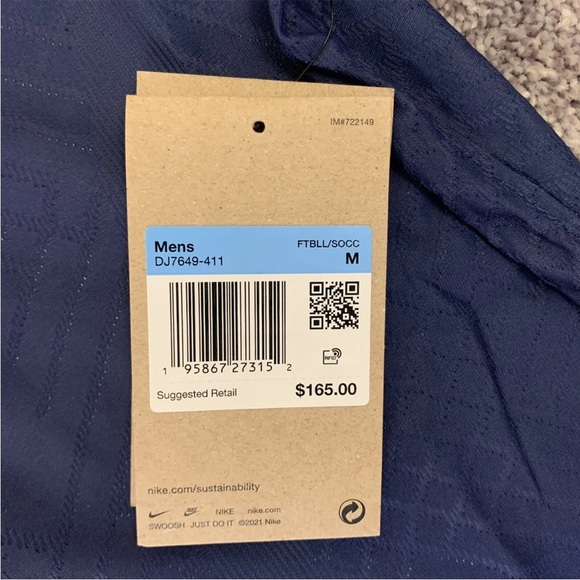 IM#722149
Mens
FTBLL/SOCC
DJ7649-411
M
1 95867 27315 2
RFID
Suggested Retail
$165.00
nike.com/sustainability
NIKE nike.com
SWOOSH JUST DO IT ©2021 Nike